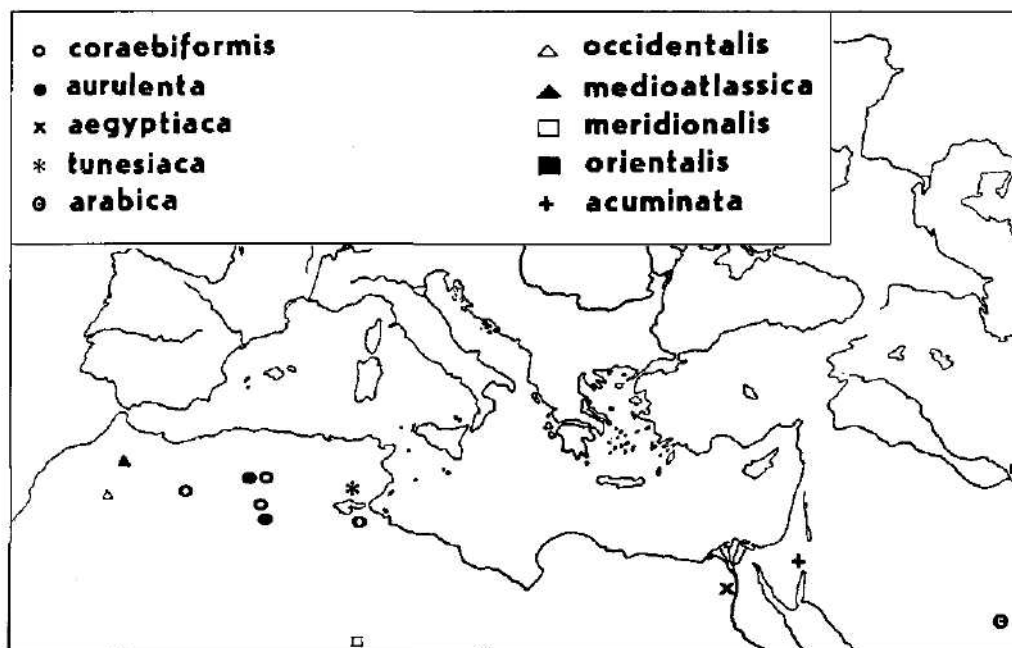 coraebiformis
aurulenta
aegyptiaca
tunesiaca
arabica
occidentalis
medioatlassica
meridionalis
orientalis
acuminata